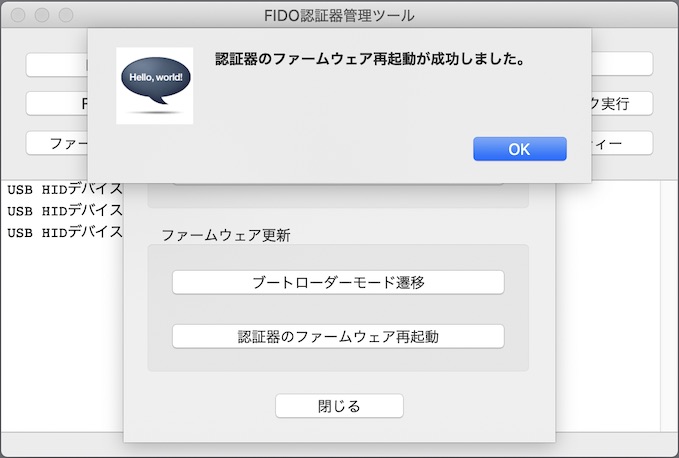 FIDO認証器管理ツール
認証器のファームウェア再起動が成功しました。
Hello, world!
OK
ク実行
ファー
ィー
USB HIDデバイス
USB HIDデバイス
USB HIDデバイス
ファームウェア更新
ブートローダーモード遷移
認証器のファームウェア再起動
閉じる